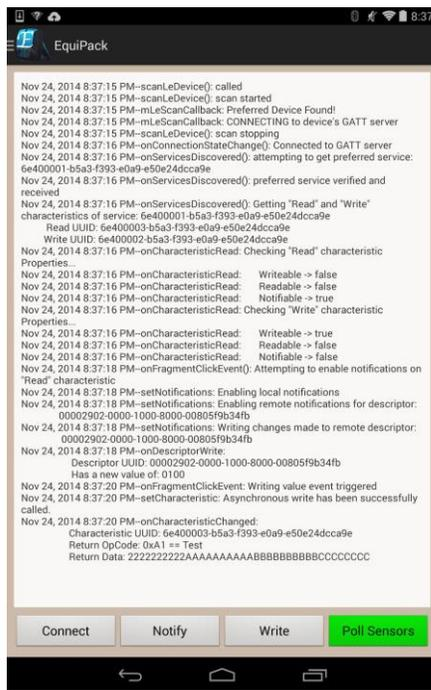 8:37
EquiPack
Nov 24, 2014 8:37:15 PM--scanLeDevice(): called
Nov 24, 2014 8:37:15 PM--scanLeDevice(): scan started
Nov 24, 2014 8:37:15 PM--mLeScanCallback: Preferred Device Found!
Nov 24, 2014 8:37:15 PM--mLeScanCallback: CONNECTING to device's GATT server
Nov 24, 2014 8:37:15 PM--scanLeDevice(): scan stopping
Nov 24, 2014 8:37:16 PM--onConnectionStateChange(): Connected to GATT server
Nov 24, 2014 8:37:16 PM--onServicesDiscovered(): attempting to get preferred service:
6e400001-b5a3-f393-e0a9-e50e24dcca9e
Nov 24, 2014 8:37:16 PM--onServicesDiscovered(): preferred service verified and
received
Nov 24, 2014 8:37:16 PM--onServicesDiscovered(): Getting "Read" and "Write"
characteristics of service: 6e400001-b5a3-f393-e0a9-e50e24dcca9e
Read UUID: 6e400003-b5a3-f393-e0a9-e50e24dcca9e
Write UUID: 6e400002-b5a3-f393-e0a9-e50e24dcca9e
Nov 24, 2014 8:37:16 PM--onCharacteristicRead: Checking "Read" characteristic
Properties...
Nov 24, 2014 8:37:16 PM--onCharacteristicRead: Writeable -> false
Nov 24, 2014 8:37:16 PM--onCharacteristicRead: Readable -> false
Nov 24, 2014 8:37:16 PM--onCharacteristicRead: Notifiable -> true
Nov 24, 2014 8:37:16 PM--onCharacteristicRead: Checking "Write" characteristic
Properties...
Nov 24, 2014 8:37:16 PM--onCharacteristicRead: Writeable -> true
Nov 24, 2014 8:37:16 PM--onCharacteristicRead: Readable -> false
Nov 24, 2014 8:37:16 PM--onCharacteristicRead: Notifiable -> false
Nov 24, 2014 8:37:18 PM--onFragmentClickEvent(): Attempting to enable notifications on
"Read" characteristic
Nov 24, 2014 8:37:18 PM--setNotifications: Enabling local notifications
Nov 24, 2014 8:37:18 PM--setNotifications: Enabling remote notifications for descriptor:
00002902-0000-1000-8000-00805f9b34fb
Nov 24, 2014 8:37:18 PM--setNotifications: Writing changes made to remote descriptor:
00002902-0000-1000-8000-00805f9b34fb
Nov 24, 2014 8:37:18 PM--onDescriptorWrite:
Descriptor UUID: 00002902-0000-1000-8000-00805f9b34fb
Has a new value of: 0100
Nov 24, 2014 8:37:20 PM--onFragmentClickEvent: Writing value event triggered
Nov 24, 2014 8:37:20 PM--setCharacteristic: Asynchronous write has been successfully
called.
Nov 24, 2014 8:37:20 PM--onCharacteristicChanged:
Characteristic UUID: 6e400003-b5a3-f393-e0a9-e50e24dcca9e
Return OpCode: 0xA1 == Test
Return Data: 2222222222AAAAAAAAAABBBBBBBBBBCCCCCCCC
Connect
Notify
Write
Poll Sensors